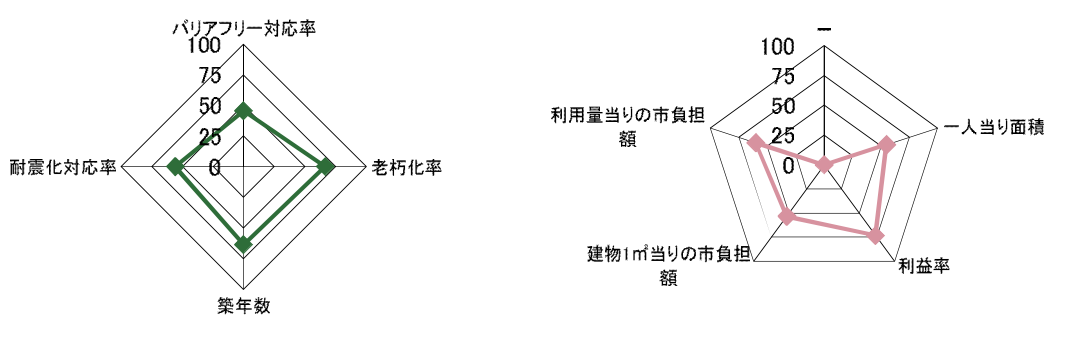 バリアフリー対応率
100
75
50
25
0
耐震化対応率
老朽化率
築年数
ー
100
75
50
25
0
利用量当りの市負担
額
一人当り面積
建物1㎡当りの市負担
額
利益率